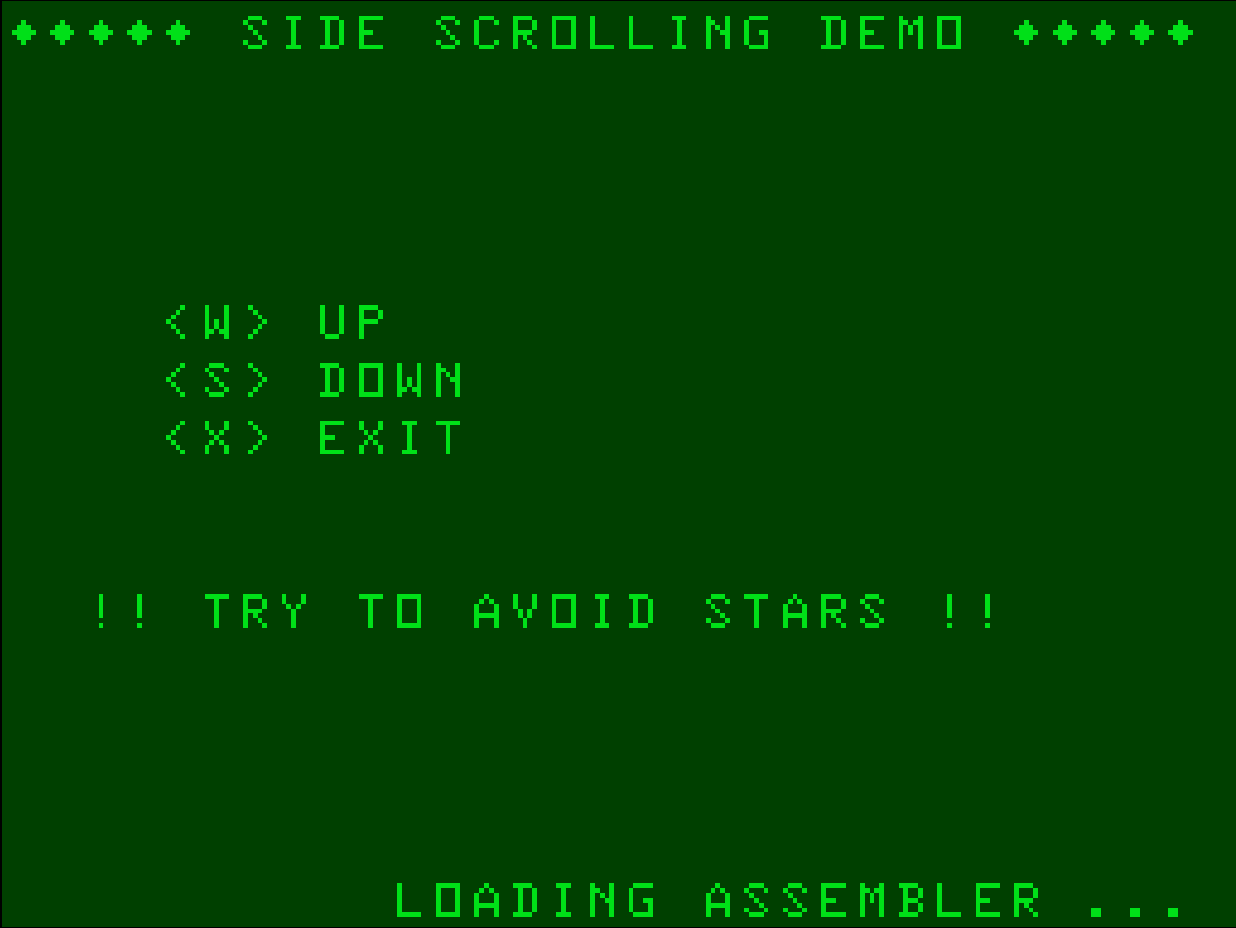 ***** SIDE SCROLLING DEMO *****
<W> UP
<S> DOWN
<X> EXIT
!! TRY TO AVOID STARS !!
LOADING ASSEMBLER ...